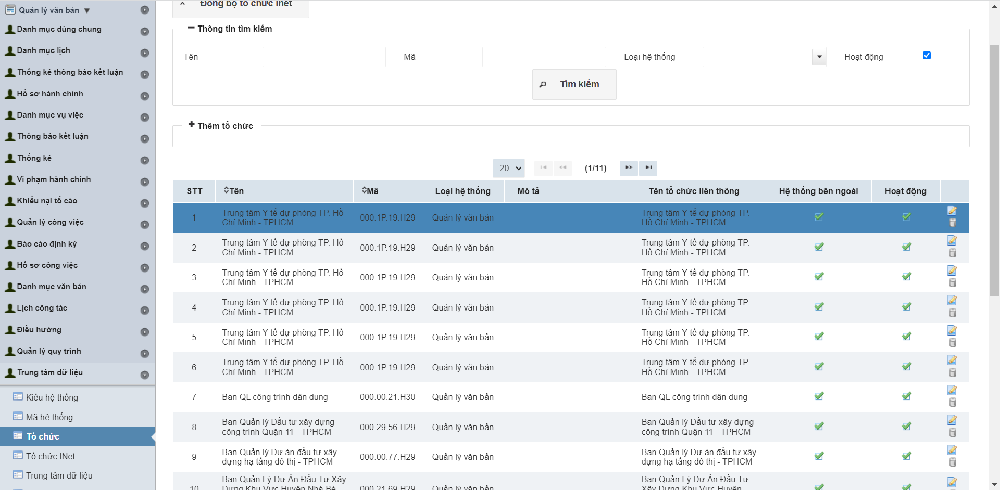 Quản lý văn bản ▼
Danh mục dùng chung
Danh mục lịch
Thống kê thông báo kết luận
Hồ sơ hành chính
Danh mục vụ việc
Thông báo kết luận
Thống kê
Vi phạm hành chính
Khiếu nại tố cáo
Quản lý công việc
Báo cáo định kỳ
Hồ sơ công việc
Danh mục văn bản
Lịch công tác
Điều hướng
Quản lý quy trình
Trung tâm dữ liệu
Kiểu hệ thống
Mã hệ thống
Tổ chức
Tổ chức INet
Trung tâm dữ liệu
Đồng bộ tổ chức Inet
Thông tin tìm kiếm
Tên
Mã
Loại hệ thống
Hoạt động
Tìm kiếm
Thêm tổ chức
20 (1/11)
STT Tên Mã Loại hệ thống Mô tả Tên tổ chức liên thông Hệ thống bên ngoài Hoạt động
1 Trung tâm Y tế dự phòng TP. Hồ 000.1P.19.H29 Quản lý văn bản Trung tâm Y tế dự phòng TP.
Chí Minh - TPHCM Hồ Chí Minh - TPHCM
2 Trung tâm Y tế dự phòng TP. Hồ 000.1P.19.H29 Quản lý văn bản Trung tâm Y tế dự phòng TP.
Chí Minh - TPHCM Hồ Chí Minh - TPHCM
3 Trung tâm Y tế dự phòng TP. Hồ 000.1P.19.H29 Quản lý văn bản Trung tâm Y tế dự phòng TP.
Chí Minh - TPHCM Hồ Chí Minh - TPHCM
4 Trung tâm Y tế dự phòng TP. Hồ 000.1P.19.H29 Quản lý văn bản Trung tâm Y tế dự phòng TP.
Chí Minh - TPHCM Hồ Chí Minh - TPHCM
5 Trung tâm Y tế dự phòng TP. Hồ 000.1P.19.H29 Quản lý văn bản Trung tâm Y tế dự phòng TP.
Chí Minh - TPHCM Hồ Chí Minh - TPHCM
6 Trung tâm Y tế dự phòng TP. Hồ 000.1P.19.H29 Quản lý văn bản Trung tâm Y tế dự phòng TP.
Chí Minh - TPHCM Hồ Chí Minh - TPHCM
7 Ban QL công trình dân dụng 000.00.21.H30 Quản lý văn bản Ban QL công trình dân dụng
8 Ban Quản lý Đầu tư xây dựng 000.29.56.H29 Quản lý văn bản Ban Quản lý Đầu tư xây dựng
công trình Quận 11 - TPHCM công trình Quận 11 - TPHCM
9 Ban Quản lý Dự án đầu tư xây 000.00.77.H29 Quản lý văn bản Ban Quản lý Dự án đầu tư xây
dựng hạ tầng đô thị - TPHCM dựng hạ tầng đô thị - TPHCM
Ban Quản Lý Dự Án Đầu Tư Xây Ban Quản Lý Dự Án Đầu Tư
10 Dựng Khu Vực Huyện Nhà Bè 000.21.69.H29 Quản lý văn bản Xây Dựng Khu Vực Huyện